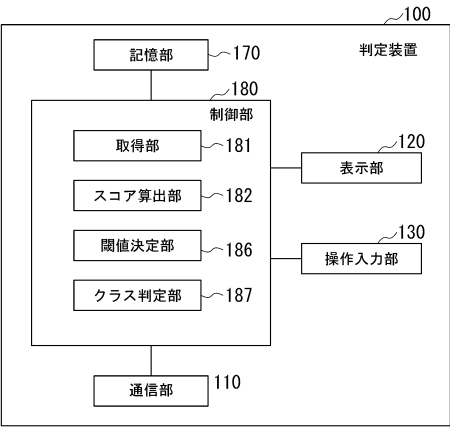 100
判定装置
記憶部
170
180
制御部
取得部
181
スコア算出部
182
閾値決定部
186
クラス判定部
187
120
表示部
130
操作入力部
通信部
110